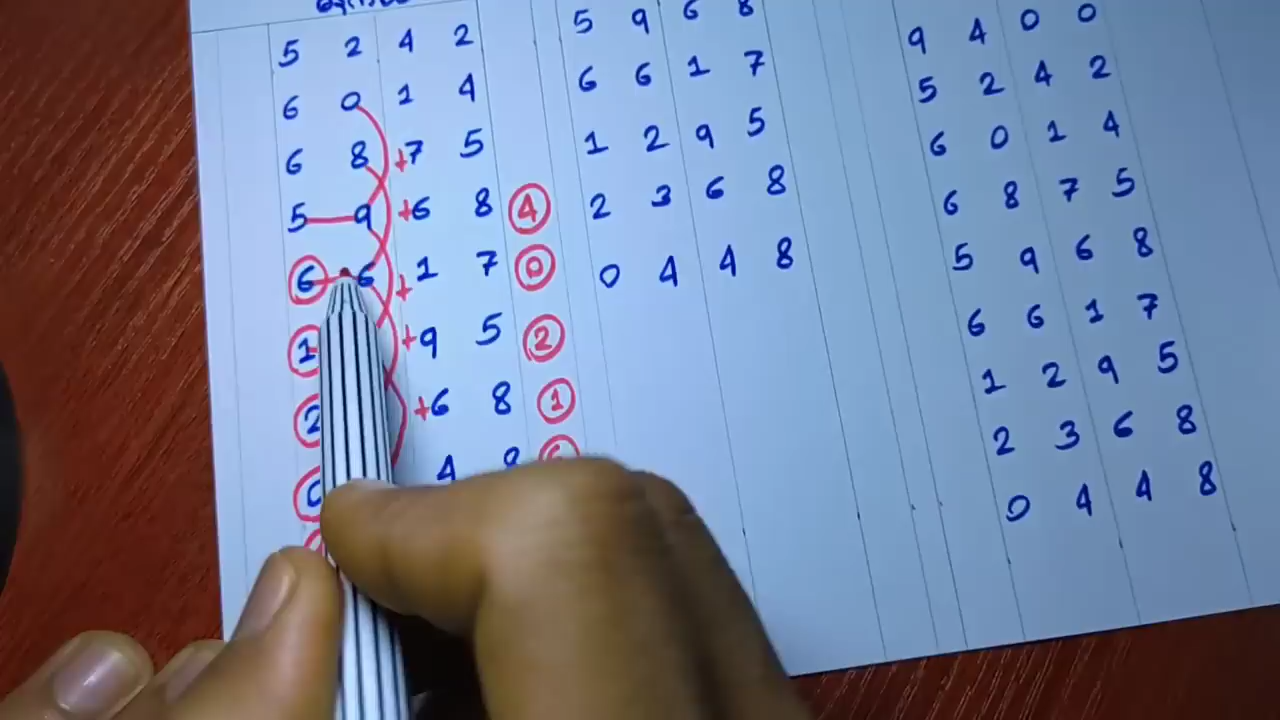 5 2 4 2
6 0 1 4
6 8 +7 5
5 9 +6 8 4
6 6 + 1 7 0
1 +9 5 2
2 +6 8 1
4 8
5 9 6 8
6 6 1 7
1 2 9 5
2 3 6 8
0 4 4 8
9 4 0 0
5 2 4 2
6 0 1 4
6 8 7 5
5 9 6 8
6 6 1 7
1 2 9 5
2 3 6 8
0 4 4 8